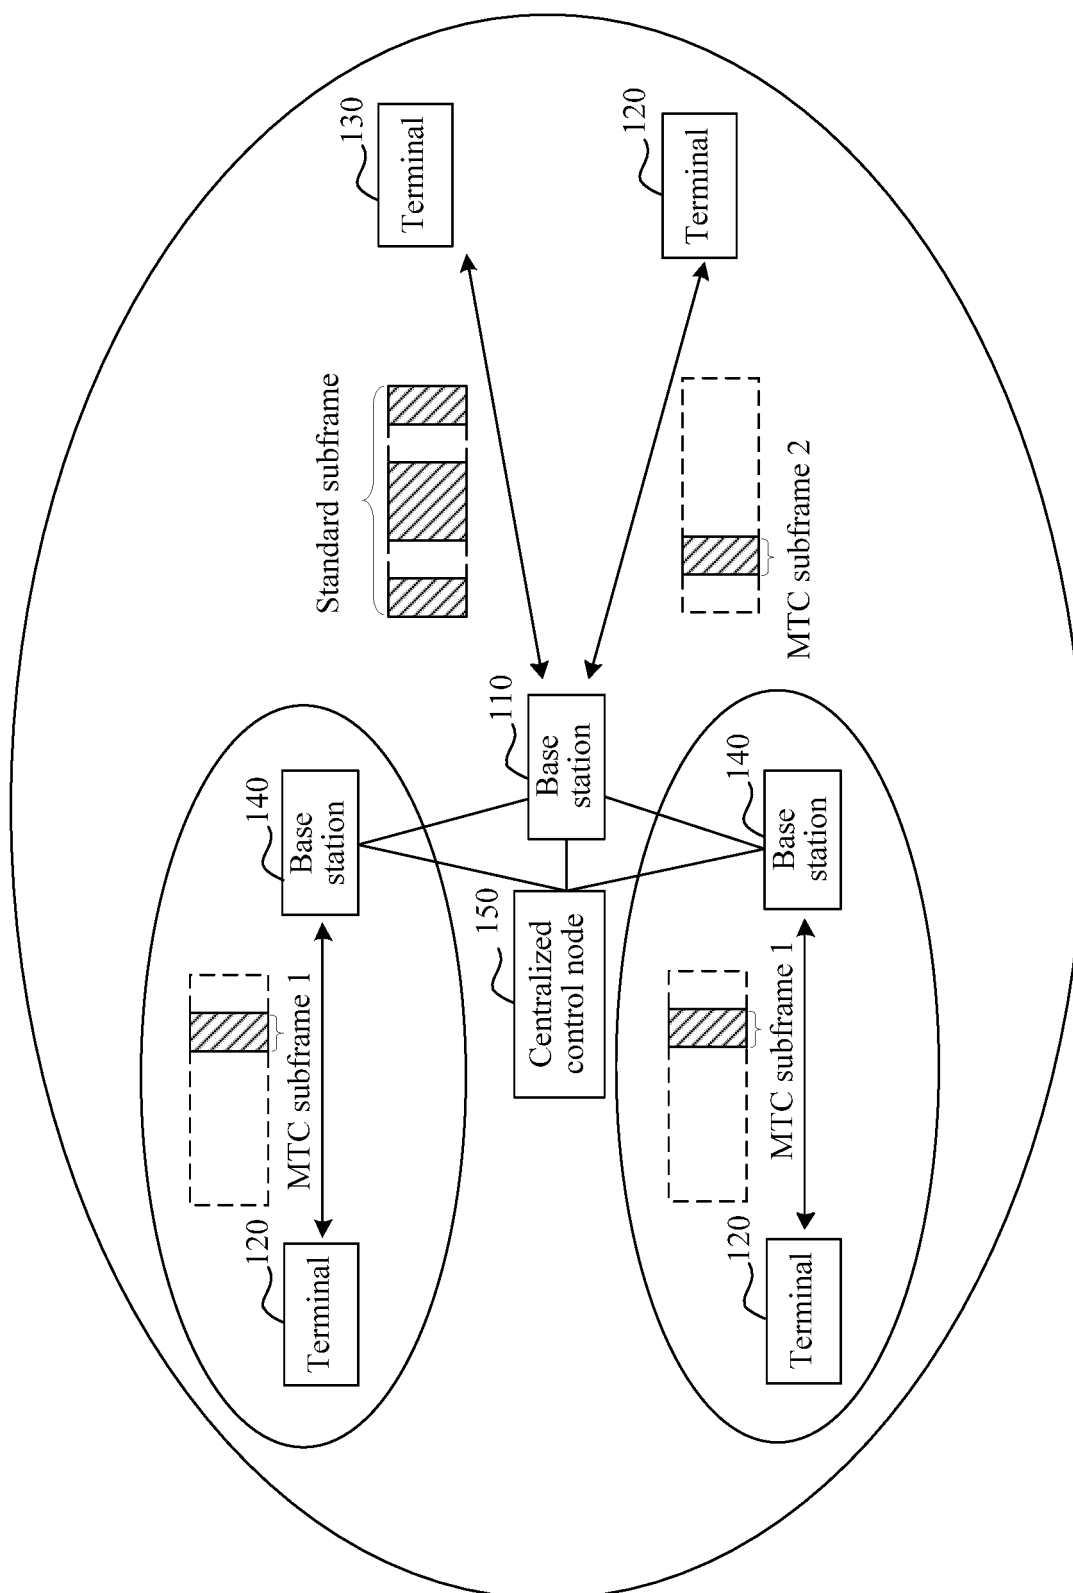 130
Terminal
120
Terminal
Standard subframe
MTC subframe 2
110
Base
station
140
Base
station
140
Base
station
150
Centralized
control node
MTC subframe 1
MTC subframe 1
120
Terminal
120
Terminal